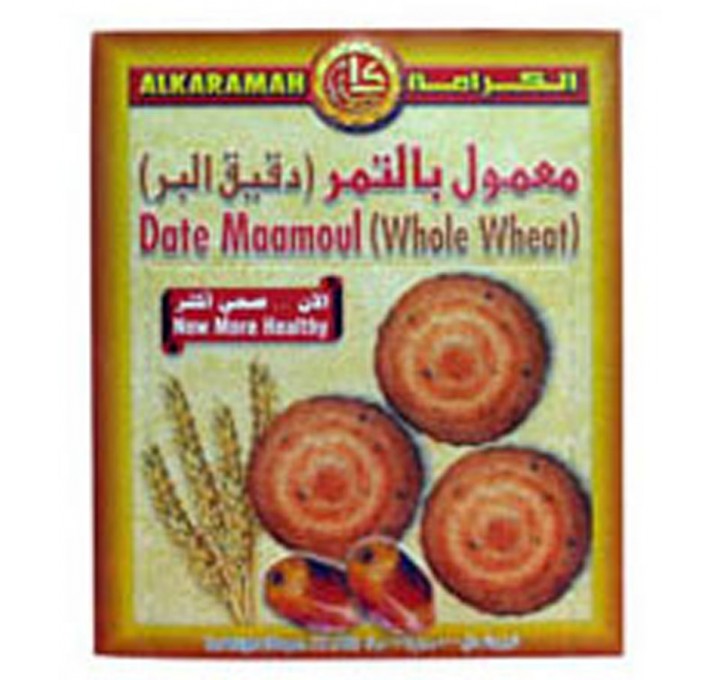 ALKARAMAH الكرامة
معمول بالتمر (دقيق البر)
Date Maamoul (Whole Wheat)
الآن ... صحي أكثر
Now More Healthy